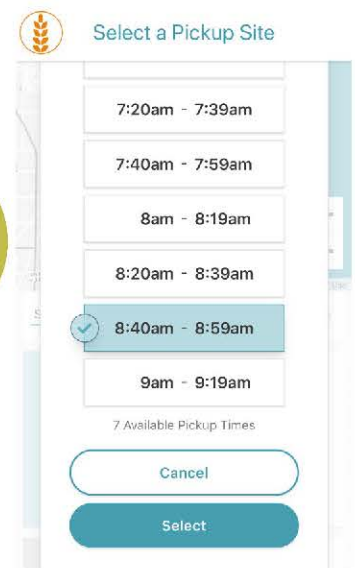 Select a Pickup Site
7:20am - 7:39am
7:40am - 7:59am
8am - 8:19am
8:20am - 8:39am
8:40am - 8:59am
9am - 9:19am
7 Available Pickup Times
Cancel
Select